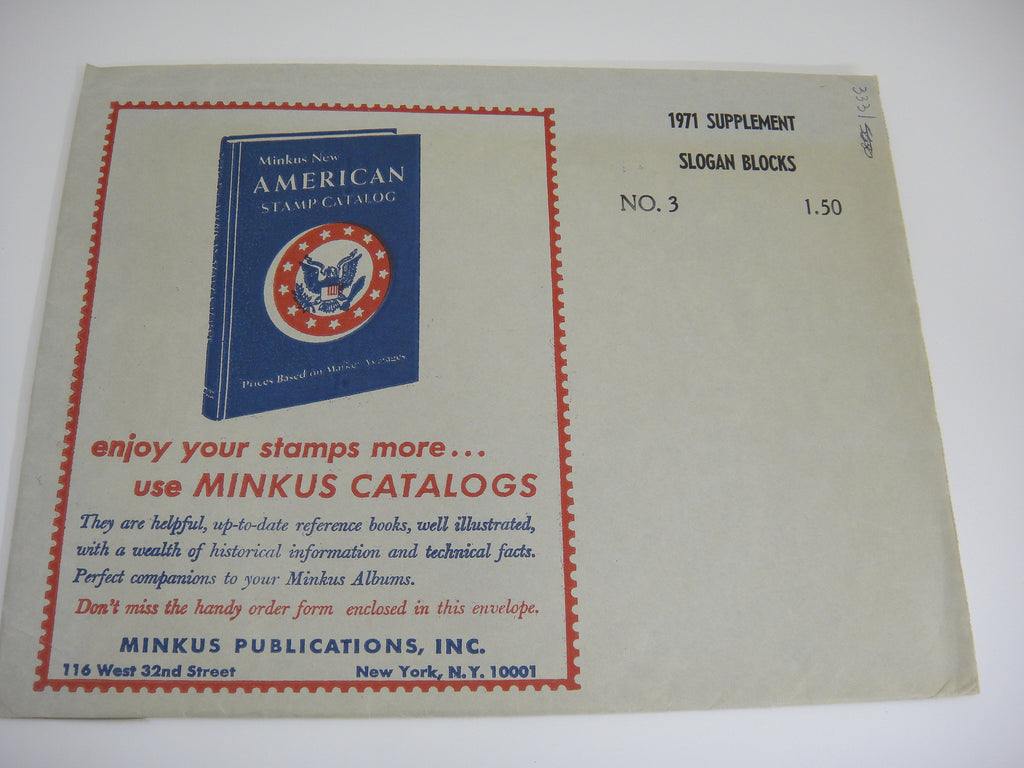 Minkus New
AMERICAN
STAMP CATALOG
Prices Based on Market Averages
enjoy your stamps more...
use MINKUS CATALOGS
They are helpful, up-to-date reference books, well illustrated,
with a wealth of historical information and technical facts.
Perfect companions to your Minkus Albums.
Don't miss the handy order form enclosed in this envelope.
MINKUS PUBLICATIONS, INC.
116 West 32nd Street New York, N.Y. 10001
1971 SUPPLEMENT
SLOGAN BLOCKS
NO. 3 1.50
333